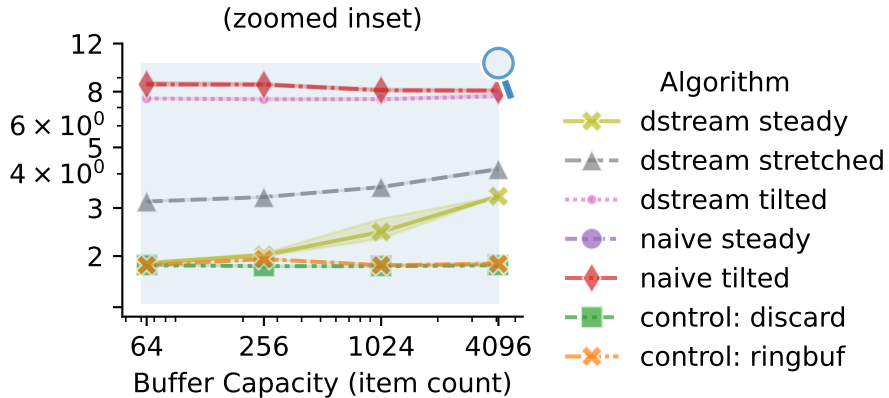 (zoomed inset)
12
8
6 × 10⁰
5
4 × 10⁰
3
2
64 256 1024 4096
Buffer Capacity (item count)
Algorithm
dstream steady
dstream stretched
dstream tilted
naive steady
naive tilted
control: discard
control: ringbuf